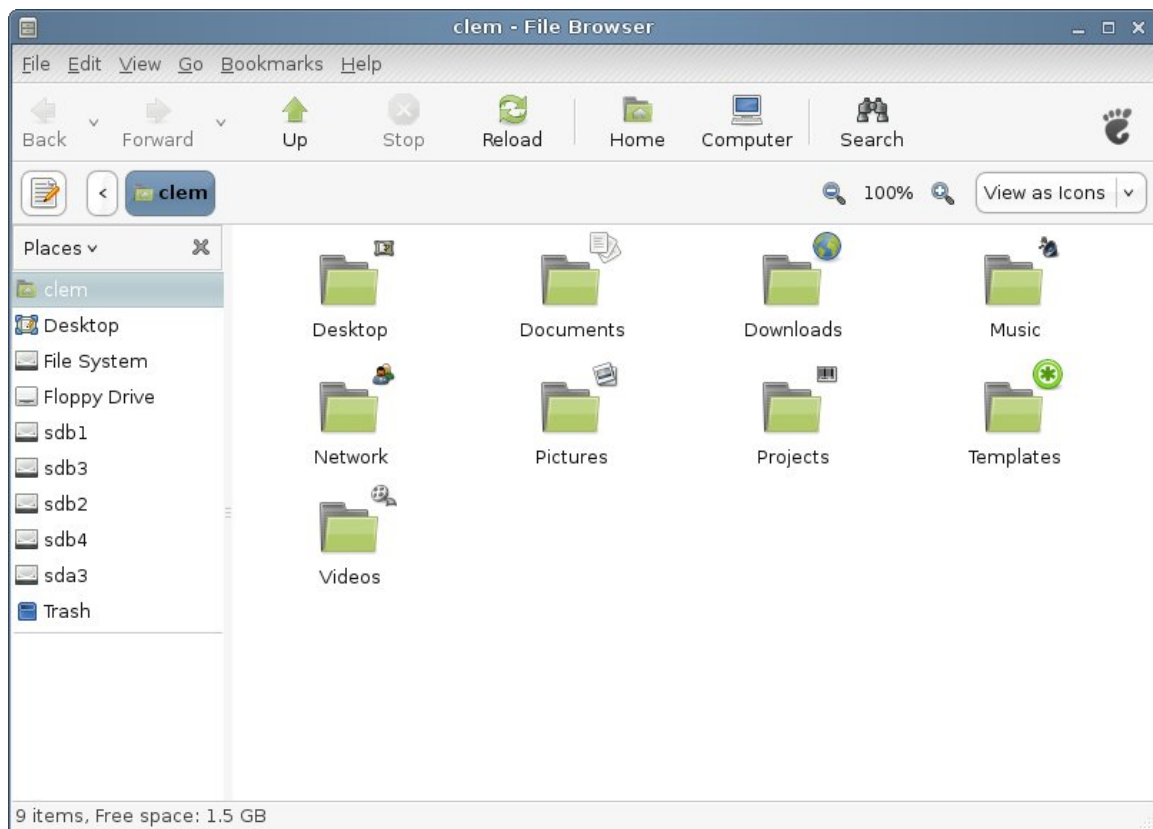 clem - File Browser
File Edit View Go Bookmarks Help
Back Forward Up Stop Reload Home Computer Search
clem 100% View as Icons
Places
clem
Desktop
File System
Floppy Drive
sdb1
sdb3
sdb2
sdb4
sda3
Trash
Desktop Documents Downloads Music
Network Pictures Projects Templates
Videos
9 items, Free space: 1.5 GB